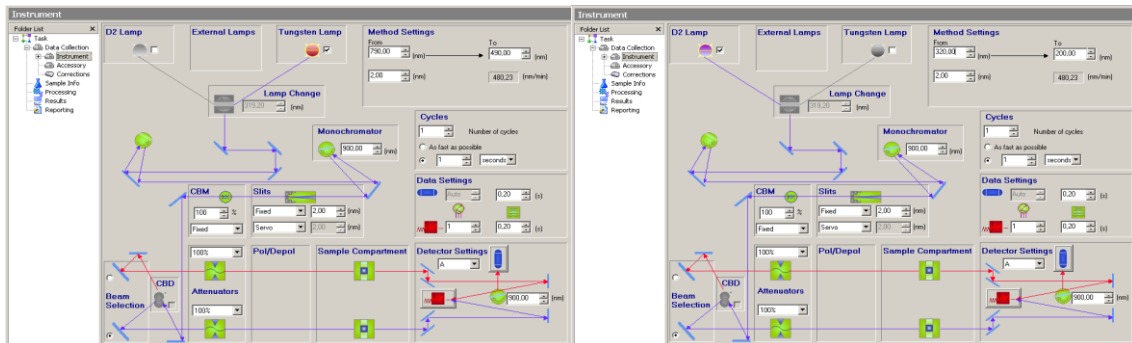 Instrument
Folder List
Task
Data Collection
Instrument
Accessory
Corrections
Sample Info
Processing
Results
Reporting
D2 Lamp
External Lamps
Tungsten Lamp
Method Settings
From
To
790,00
(nm)
490,00
(nm)
2,00
(nm)
480,23
(nm/min)
Lamp Change
319,20
(nm)
Monochromator
900,00
(nm)
Cycles
1
Number of cycles
As fast as possible
1
seconds
CBM
100
%
Fixed
Slits
Fixed
2,00
(nm)
Servo
2,00
(nm)
Data Settings
Auto
0,20
(s)
1
0,20
(s)
100%
Pol/Depol
Sample Compartment
Detector Settings
A
CBD
Beam
Selection
Attenuators
100%
900,00
(nm)
Instrument
Folder List
Task
Data Collection
Instrument
Accessory
Corrections
Sample Info
Processing
Results
Reporting
D2 Lamp
External Lamps
Tungsten Lamp
Method Settings
From
To
320,00
(nm)
200,00
(nm)
2,00
(nm)
480,23
(nm/min)
Lamp Change
319,20
(nm)
Monochromator
900,00
(nm)
Cycles
1
Number of cycles
As fast as possible
1
seconds
CBM
100
%
Fixed
Slits
Fixed
2,00
(nm)
Servo
2,00
(nm)
Data Settings
Auto
0,20
(s)
1
0,20
(s)
100%
Pol/Depol
Sample Compartment
Detector Settings
A
CBD
Beam
Selection
Attenuators
100%
900,00
(nm)